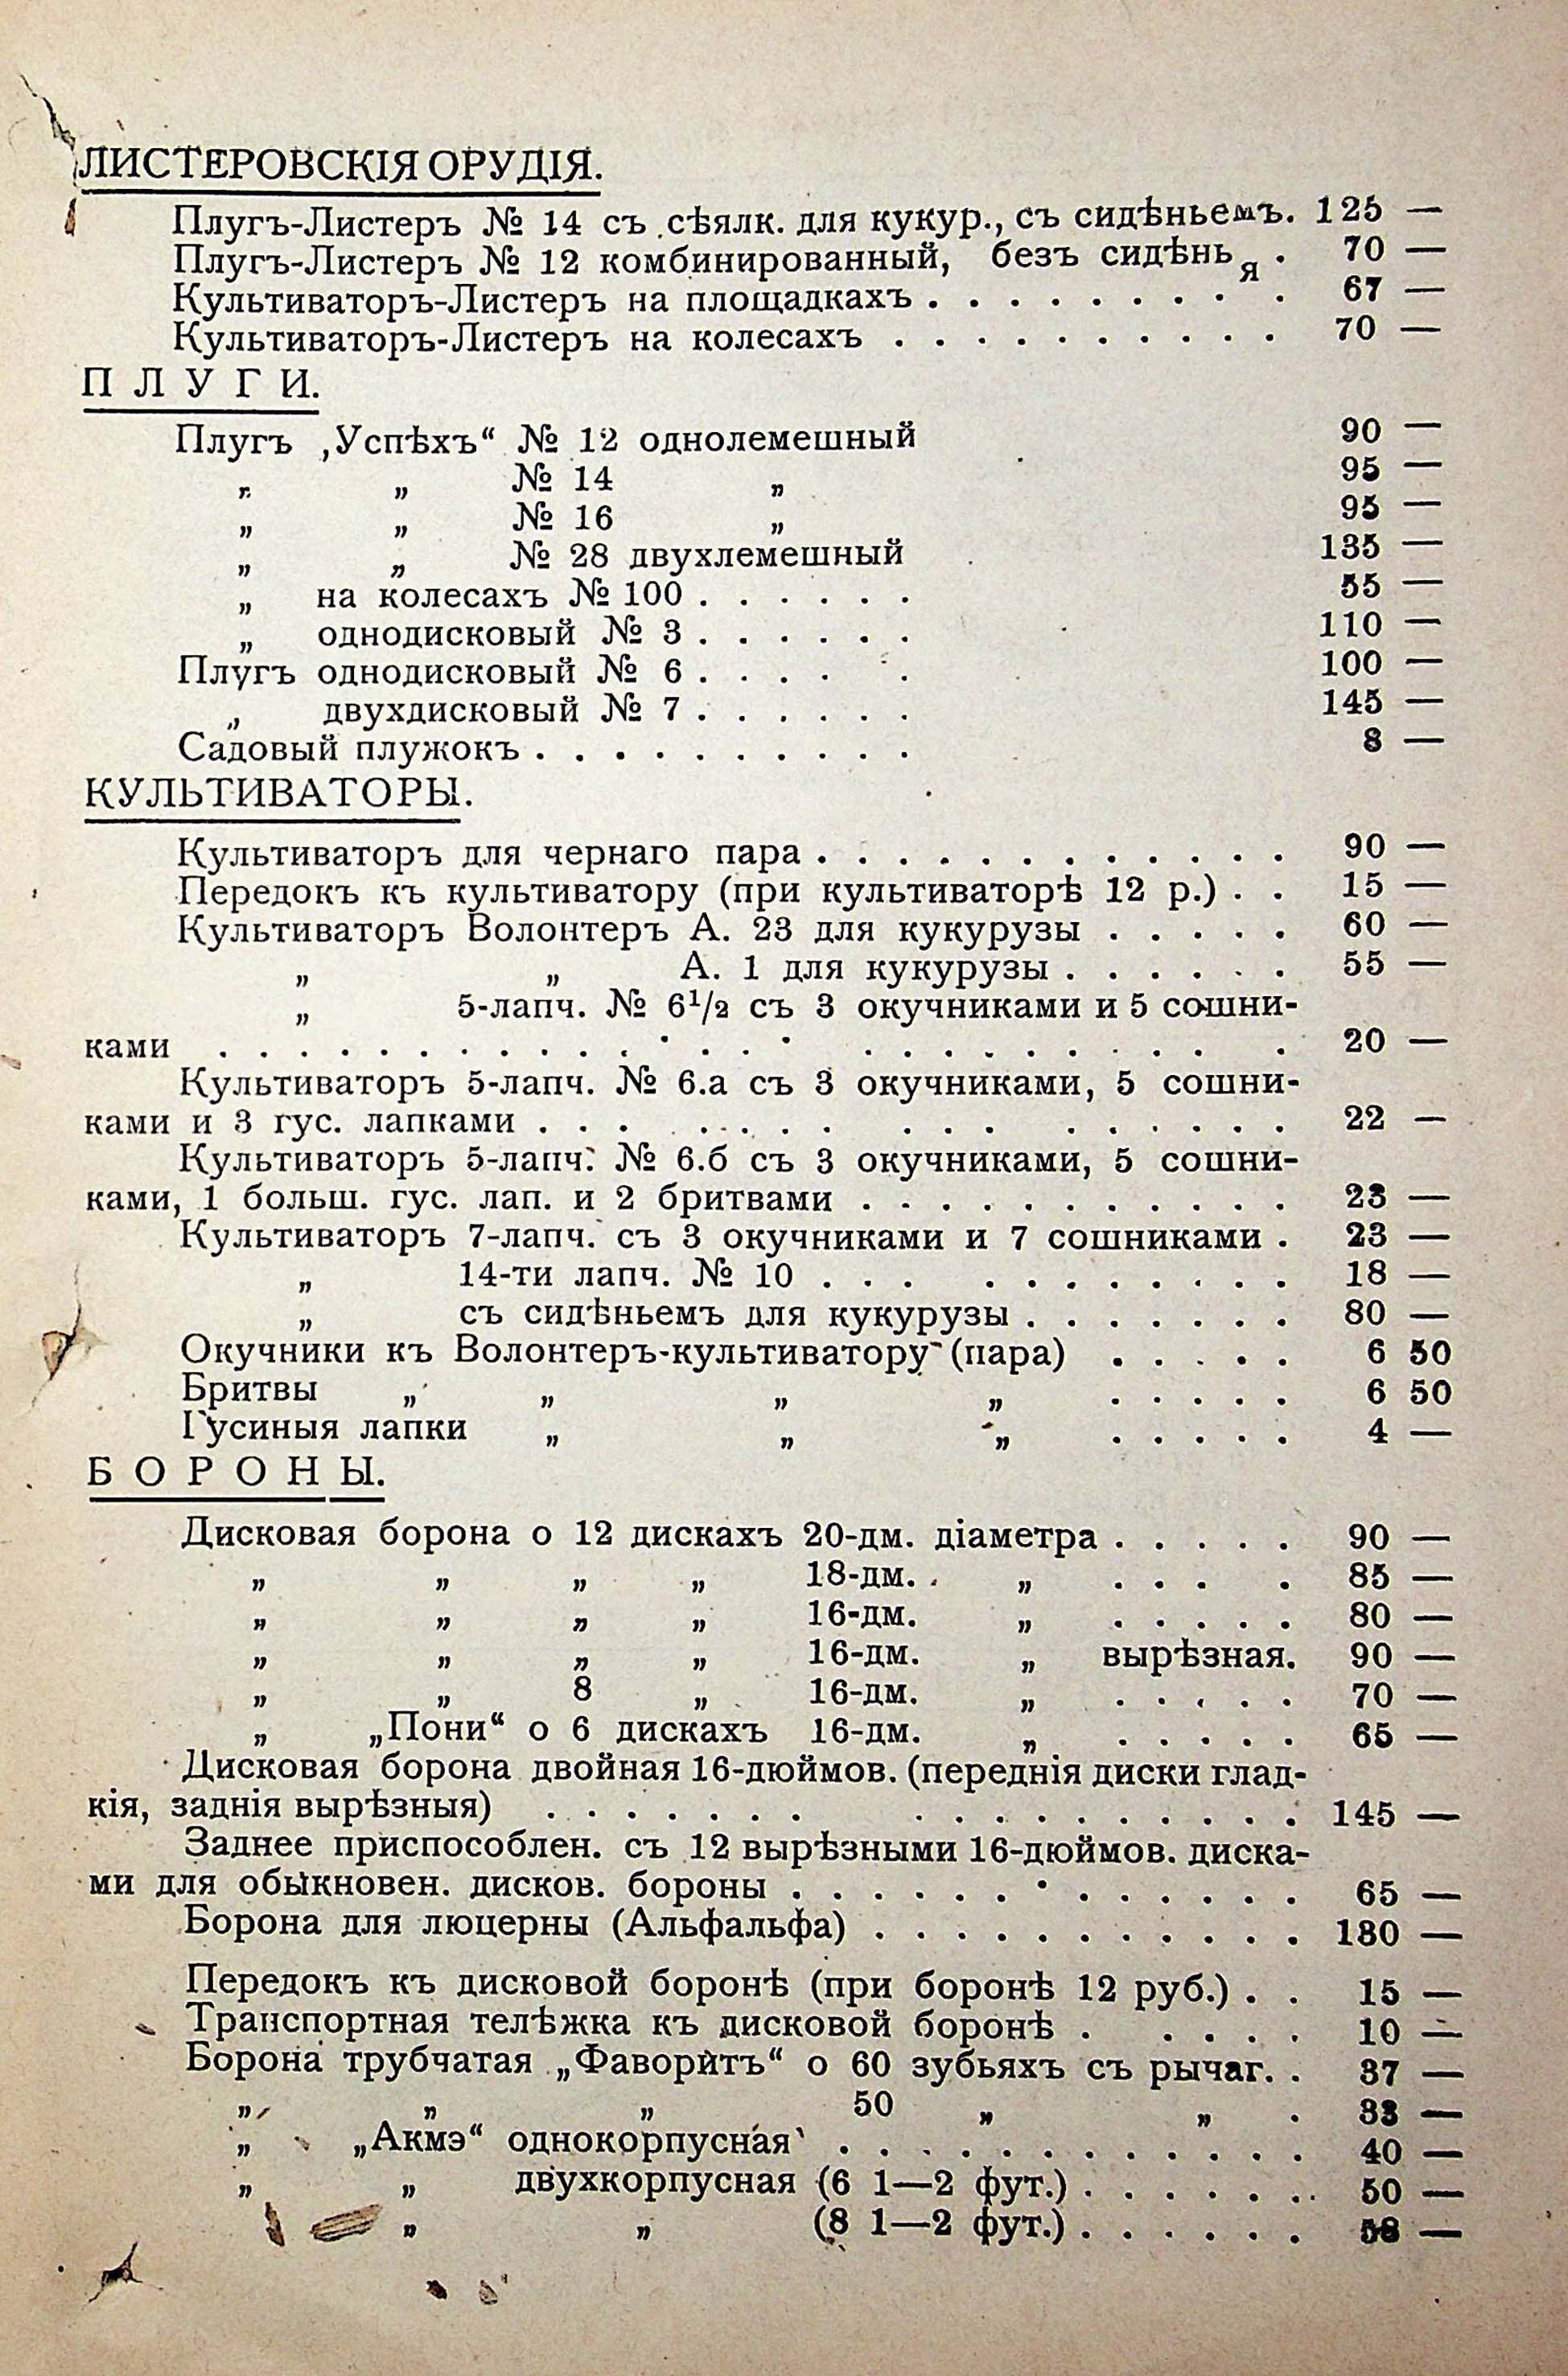 ЛИСТЕРОВСКІЯ ОРУДІЯ.
Плугъ-Листеръ № 14 съ сѣялк. для кукур., съ сидѣньемъ. 125 —
Плугъ-Листеръ № 12 комбинированный, безъ сидѣнья . 70 —
Культиваторъ-Листеръ на площадкахъ . . . . . . . . . 67 —
Культиваторъ-Листеръ на колесахъ . . . . . . . . . . 70 —
ПЛУГИ.
Плугъ ‚Успѣхъ“ № 12 однолемешный 90 —
„ „ № 14 „ 95 —
„ „ № 16 „ 95 —
„ „ № 28 двухлемешный 135 —
„ на колесахъ № 100 . . . . . . 55 —
„ однодисковый № 3 . . . . . . 110 —
Плугъ однодисковый № 6 . . . . . 100 —
„ двухдисковый № 7 . . . . . . 145 —
Садовый плужокъ . . . . . . . . . . 8 —
КУЛЬТИВАТОРЫ.
Культиваторъ для чернаго пара . . . . . . . . . . . . 90 —
Передокъ къ культиватору (при культиваторѣ 12 р.) . . 15 —
Культиваторъ Волонтеръ А. 23 для кукурузы . . . . . 60 —
„ „ А. 1 для кукурузы . . . . . . 55 —
„ 5-лапч. № 6¹/₂ съ 3 окучниками и 5 сошни-
ками . . . . . . . . . . . . . . . . . . . . . . . . . 20 —
Культиваторъ 5-лапч. № 6.а съ 3 окучниками, 5 сошни-
ками и 3 гус. лапками . . . . . . . . . . . . . . . . 22 —
Культиваторъ 5-лапч. № 6.б съ 3 окучниками, 5 сошни-
ками, 1 больш. гус. лап. и 2 бритвами . . . . . . . . . . . 23 —
Культиваторъ 7-лапч. съ 3 окучниками и 7 сошниками . 23 —
„ 14-ти лапч. № 10 . . . . . . . . . . . 18 —
„ съ сидѣньемъ для кукурузы . . . . . . . 80 —
Окучники къ Волонтеръ-культиватору (пара) . . . . . 6 50
Бритвы „ „ „ „ . . . . . 6 50
Гусиныя лапки „ „ „ . . . . . 4 —
БОРОНЫ.
Дисковая борона о 12 дискахъ 20-дм. діаметра . . . . . 90 —
„ „ „ „ 18-дм. „ . . . . 85 —
„ „ „ „ 16-дм. „ . . . . . 80 —
„ „ „ „ 16-дм. „ вырѣзная. 90 —
„ „ 8 „ 16-дм. „ . . . . . 70 —
„ „Пони“ о 6 дискахъ 16-дм. „ . . . . . 65 —
Дисковая борона двойная 16-дюймов. (переднія диски глад-
кія, заднія вырѣзныя) . . . . . . . . . . . . . . . . . 145 —
Заднее приспособлен. съ 12 вырѣзными 16-дюймов. диска-
ми для обыкновен. дисков. бороны . . . . . . . . . . . . . 65 —
Борона для люцерны (Альфальфа) . . . . . . . . . . . 180 —
Передокъ къ дисковой боронѣ (при боронѣ 12 руб.) . . 15 —
Транспортная телѣжка къ дисковой боронѣ . . . . . 10 —
Борона трубчатая „Фаворитъ“ о 60 зубьяхъ съ рычаг. . 37 —
„ „ „ 50 „ „ . 33 —
„ „Акмэ“ однокорпусная . . . . . . . . . . . . 40 —
„ „ двухкорпусная (6 1—2 фут.) . . . . . . 50 —
„ „ (8 1—2 фут.) . . . . . . 58 —